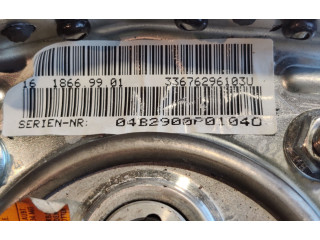 16 1866 99 01 33676296103U
SERIEN-NR: 04B2900P01040